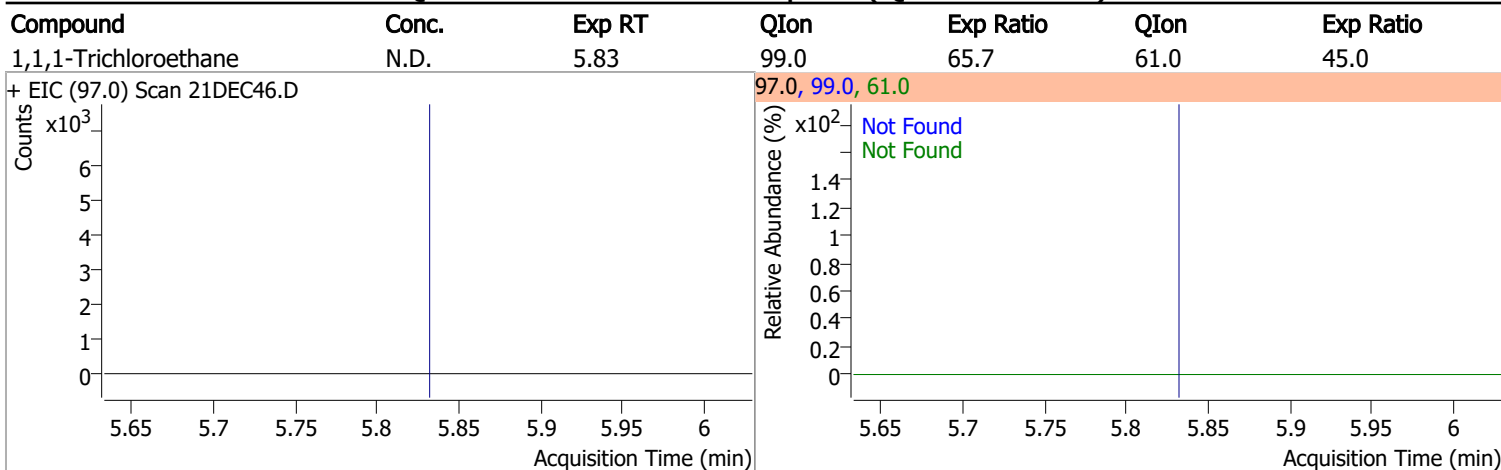 Compound Conc. Exp RT QIon Exp Ratio QIon Exp Ratio
1,1,1-Trichloroethane N.D. 5.83 99.0 65.7 61.0 45.0
+ EIC (97.0) Scan 21DEC46.D
Counts
x10³
6
5
4
3
2
1
0
5.65 5.7 5.75 5.8 5.85 5.9 5.95 6
Acquisition Time (min)
97.0, 99.0, 61.0
Relative Abundance (%)
x10²
Not Found
Not Found
1.4
1.2
1
0.8
0.6
0.4
0.2
0
5.65 5.7 5.75 5.8 5.85 5.9 5.95 6
Acquisition Time (min)